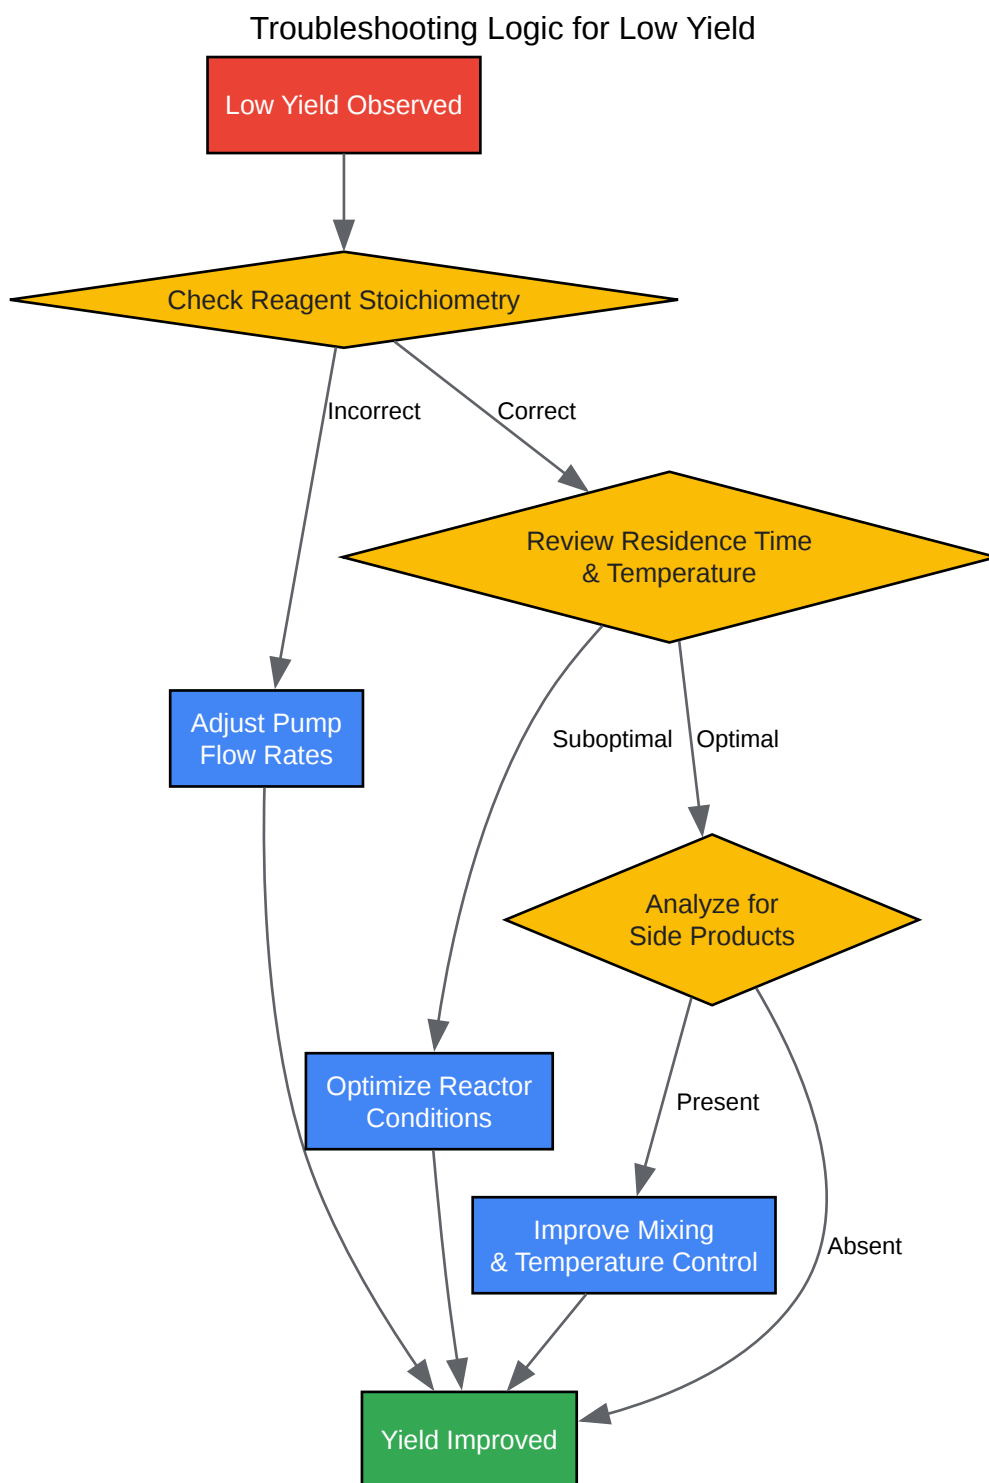 Troubleshooting Logic for Low Yield
Low Yield Observed
Check Reagent Stoichiometry
Incorrect
Correct
Review Residence Time
& Temperature
Adjust Pump
Flow Rates
Suboptimal
Optimal
Analyze for
Side Products
Optimize Reactor
Conditions
Present
Improve Mixing
& Temperature Control
Absent
Yield Improved